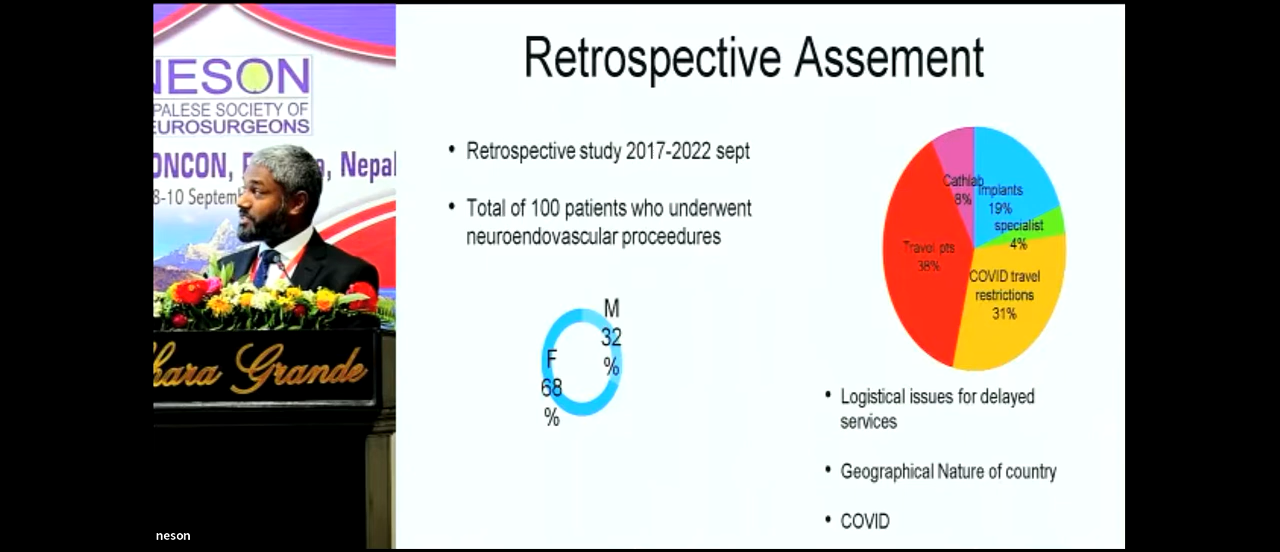 NESON
PALESE SOCIETY OF
EUROSURGEONS
ONCON,
, Nepal
8-10 Septem
hara Grande
neson
Retrospective Assement
• Retrospective study 2017-2022 sept
• Total of 100 patients who underwent
neuroendovascular proceedures
M
32
%
F
68
%
Cathlab
8%
Implants
19%
specialist
4%
Travel pts
38%
COVID travel
restrictions
31%
• Logistical issues for delayed
services
• Geographical Nature of country
• COVID